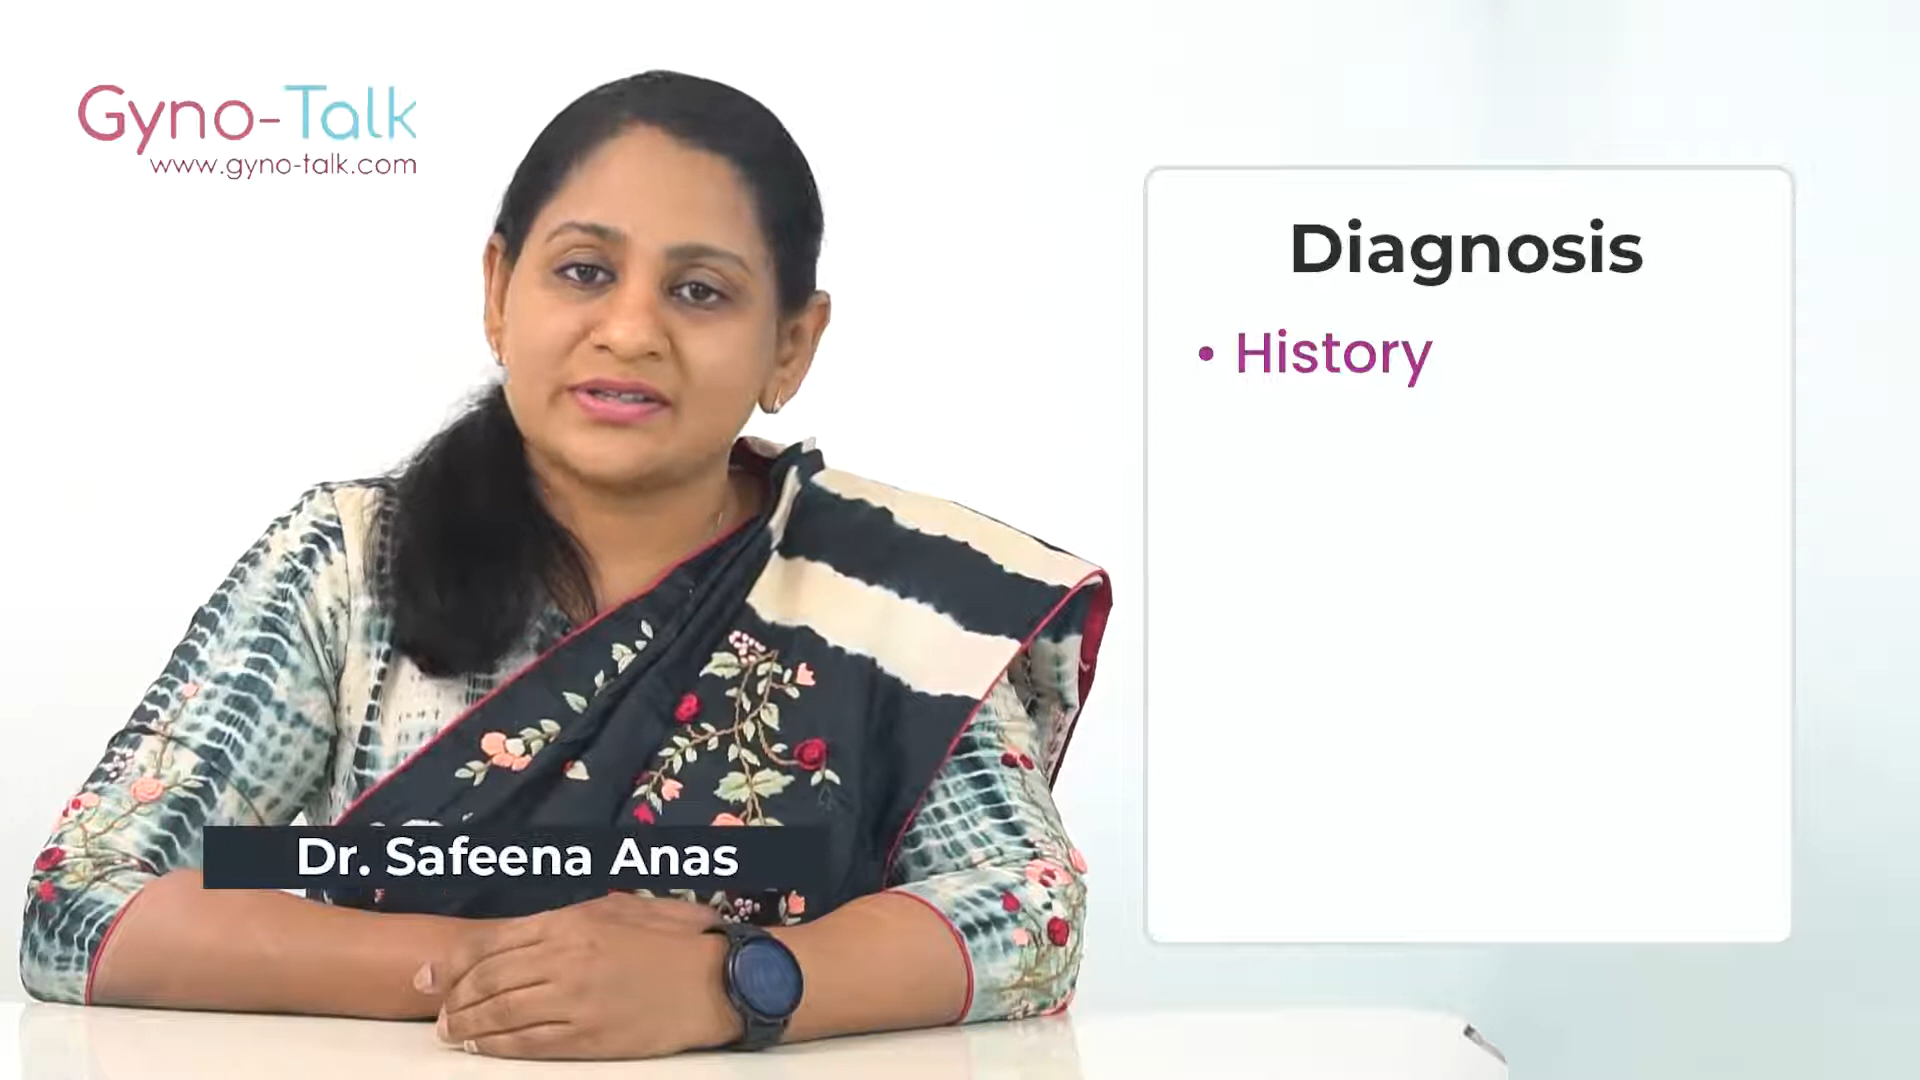 Gyno-Talk
www.gyno-talk.com
Diagnosis
• History
Dr. Safeena Anas